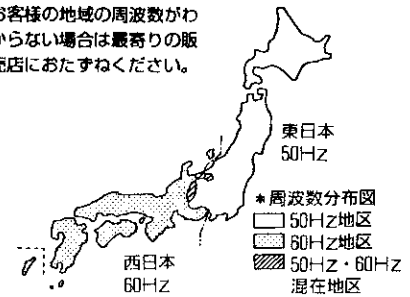 お客様の地域の周波数がわ
からない場合は最寄りの販
売店におたずねください。
東日本
50Hz
*周波数分布図
50Hz地区
60Hz地区
50Hz・60Hz
混在地区
西日本
60Hz